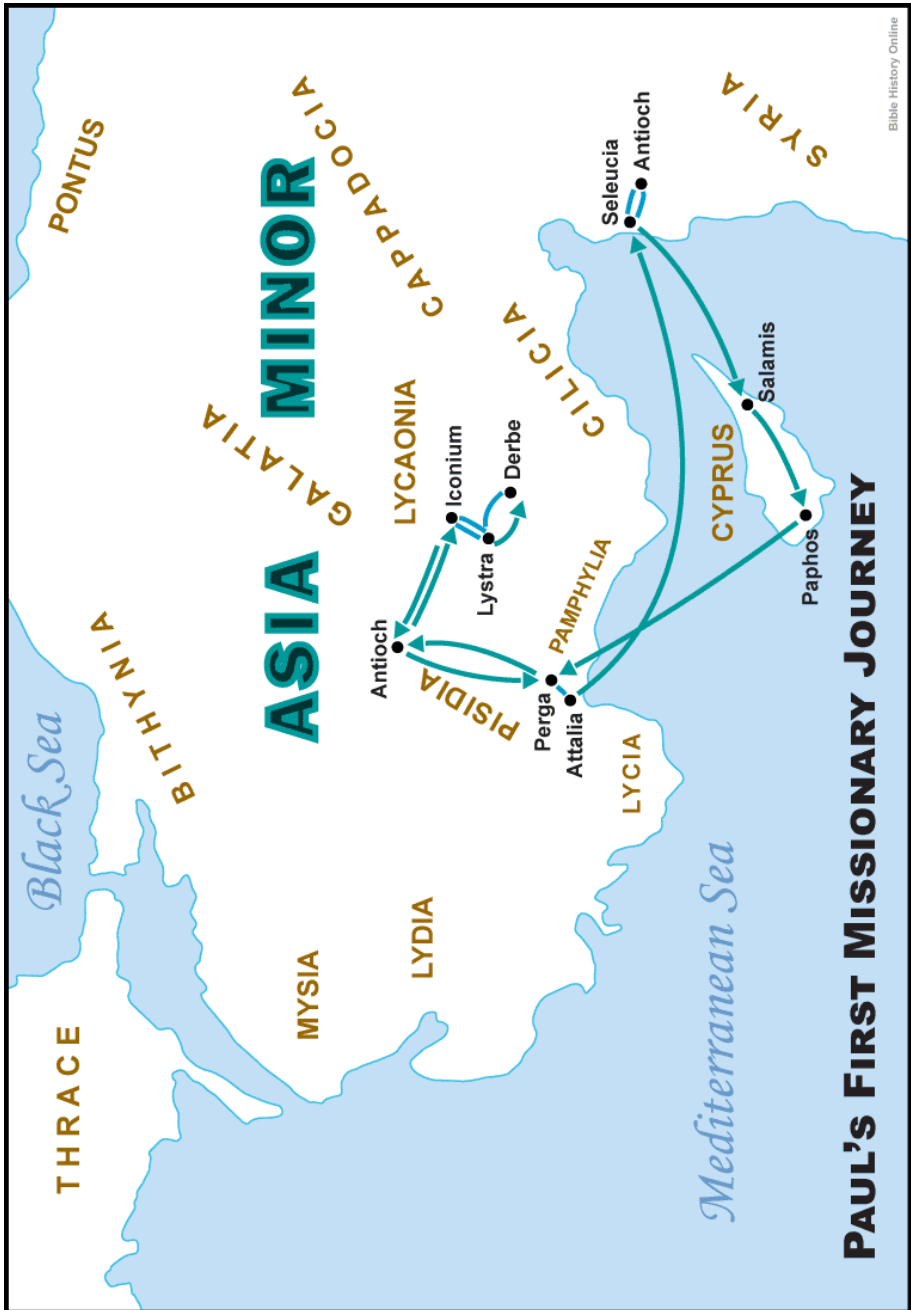 Black Sea
PONTUS
THRACE
BITHYNIA
GALATIA
CAPPADOCIA
ASIA MINOR
MYSIA
LYDIA
LYCAONIA
Antioch
Iconium
PISIDIA
Lystra
Derbe
CILICIA
Perga
PAMPHYLIA
Attalia
LYCIA
Seleucia
Antioch
SYRIA
CYPRUS
Salamis
Paphos
Mediterranean Sea
PAUL'S FIRST MISSIONARY JOURNEY
Bible History Online